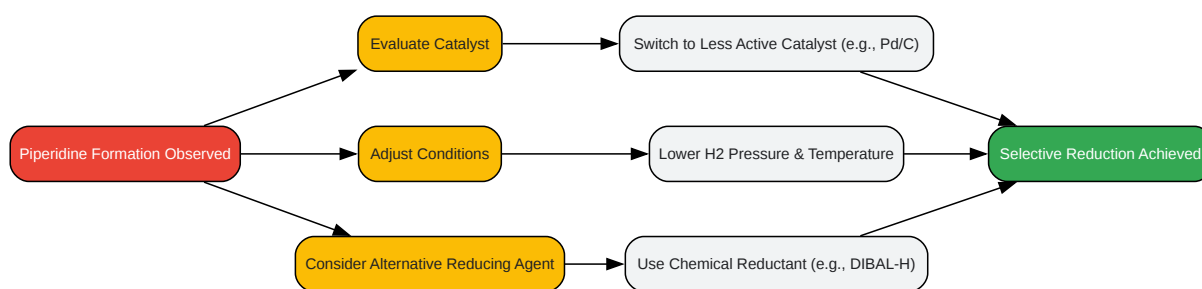 Evaluate Catalyst
Switch to Less Active Catalyst (e.g., Pd/C)
Piperidine Formation Observed
Adjust Conditions
Lower H2 Pressure & Temperature
Selective Reduction Achieved
Consider Alternative Reducing Agent
Use Chemical Reductant (e.g., DIBAL-H)